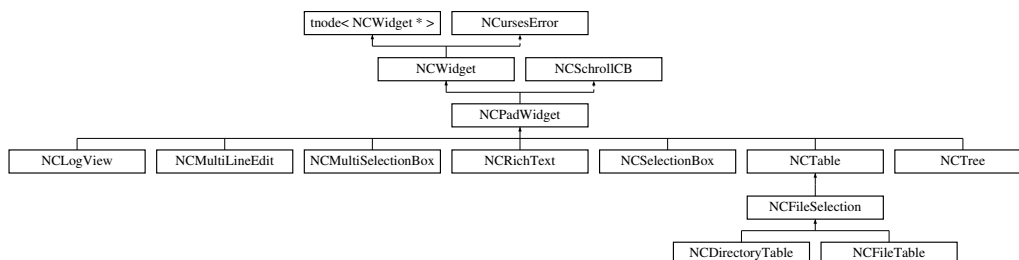 tnode< NCWidget * > NCursesError
NCWidget NCSchrollCB
NCPadWidget
NCLogView NCMultiLineEdit NCMultiSelectionBox NCRichText NCSelectionBox NCTable NCTree
NCFileSelection
NCDirectoryTable NCFileTable